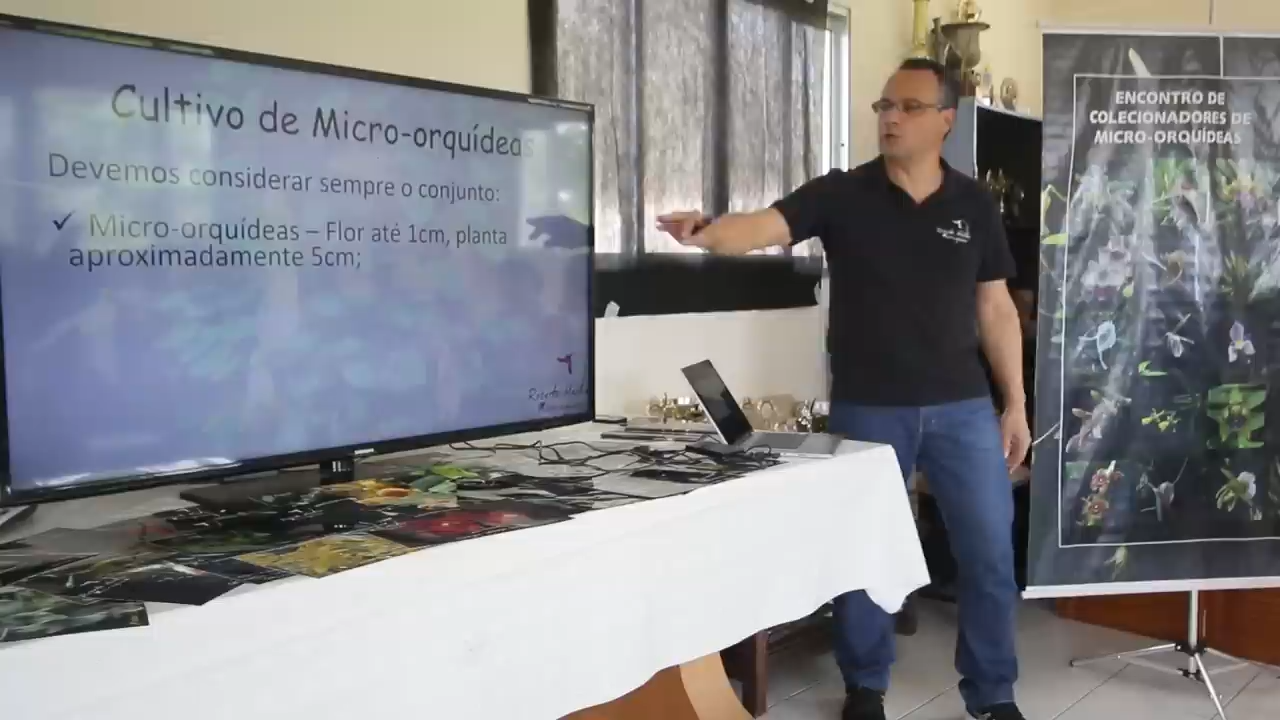 Cultivo de Micro-orquídeas
Devemos considerar sempre o conjunto:
✓ Micro-orquídeas – Flor até 1cm, planta
aproximadamente 5cm;
ENCONTRO DE
COLECIONADORES DE
MICRO-ORQUÍDEAS